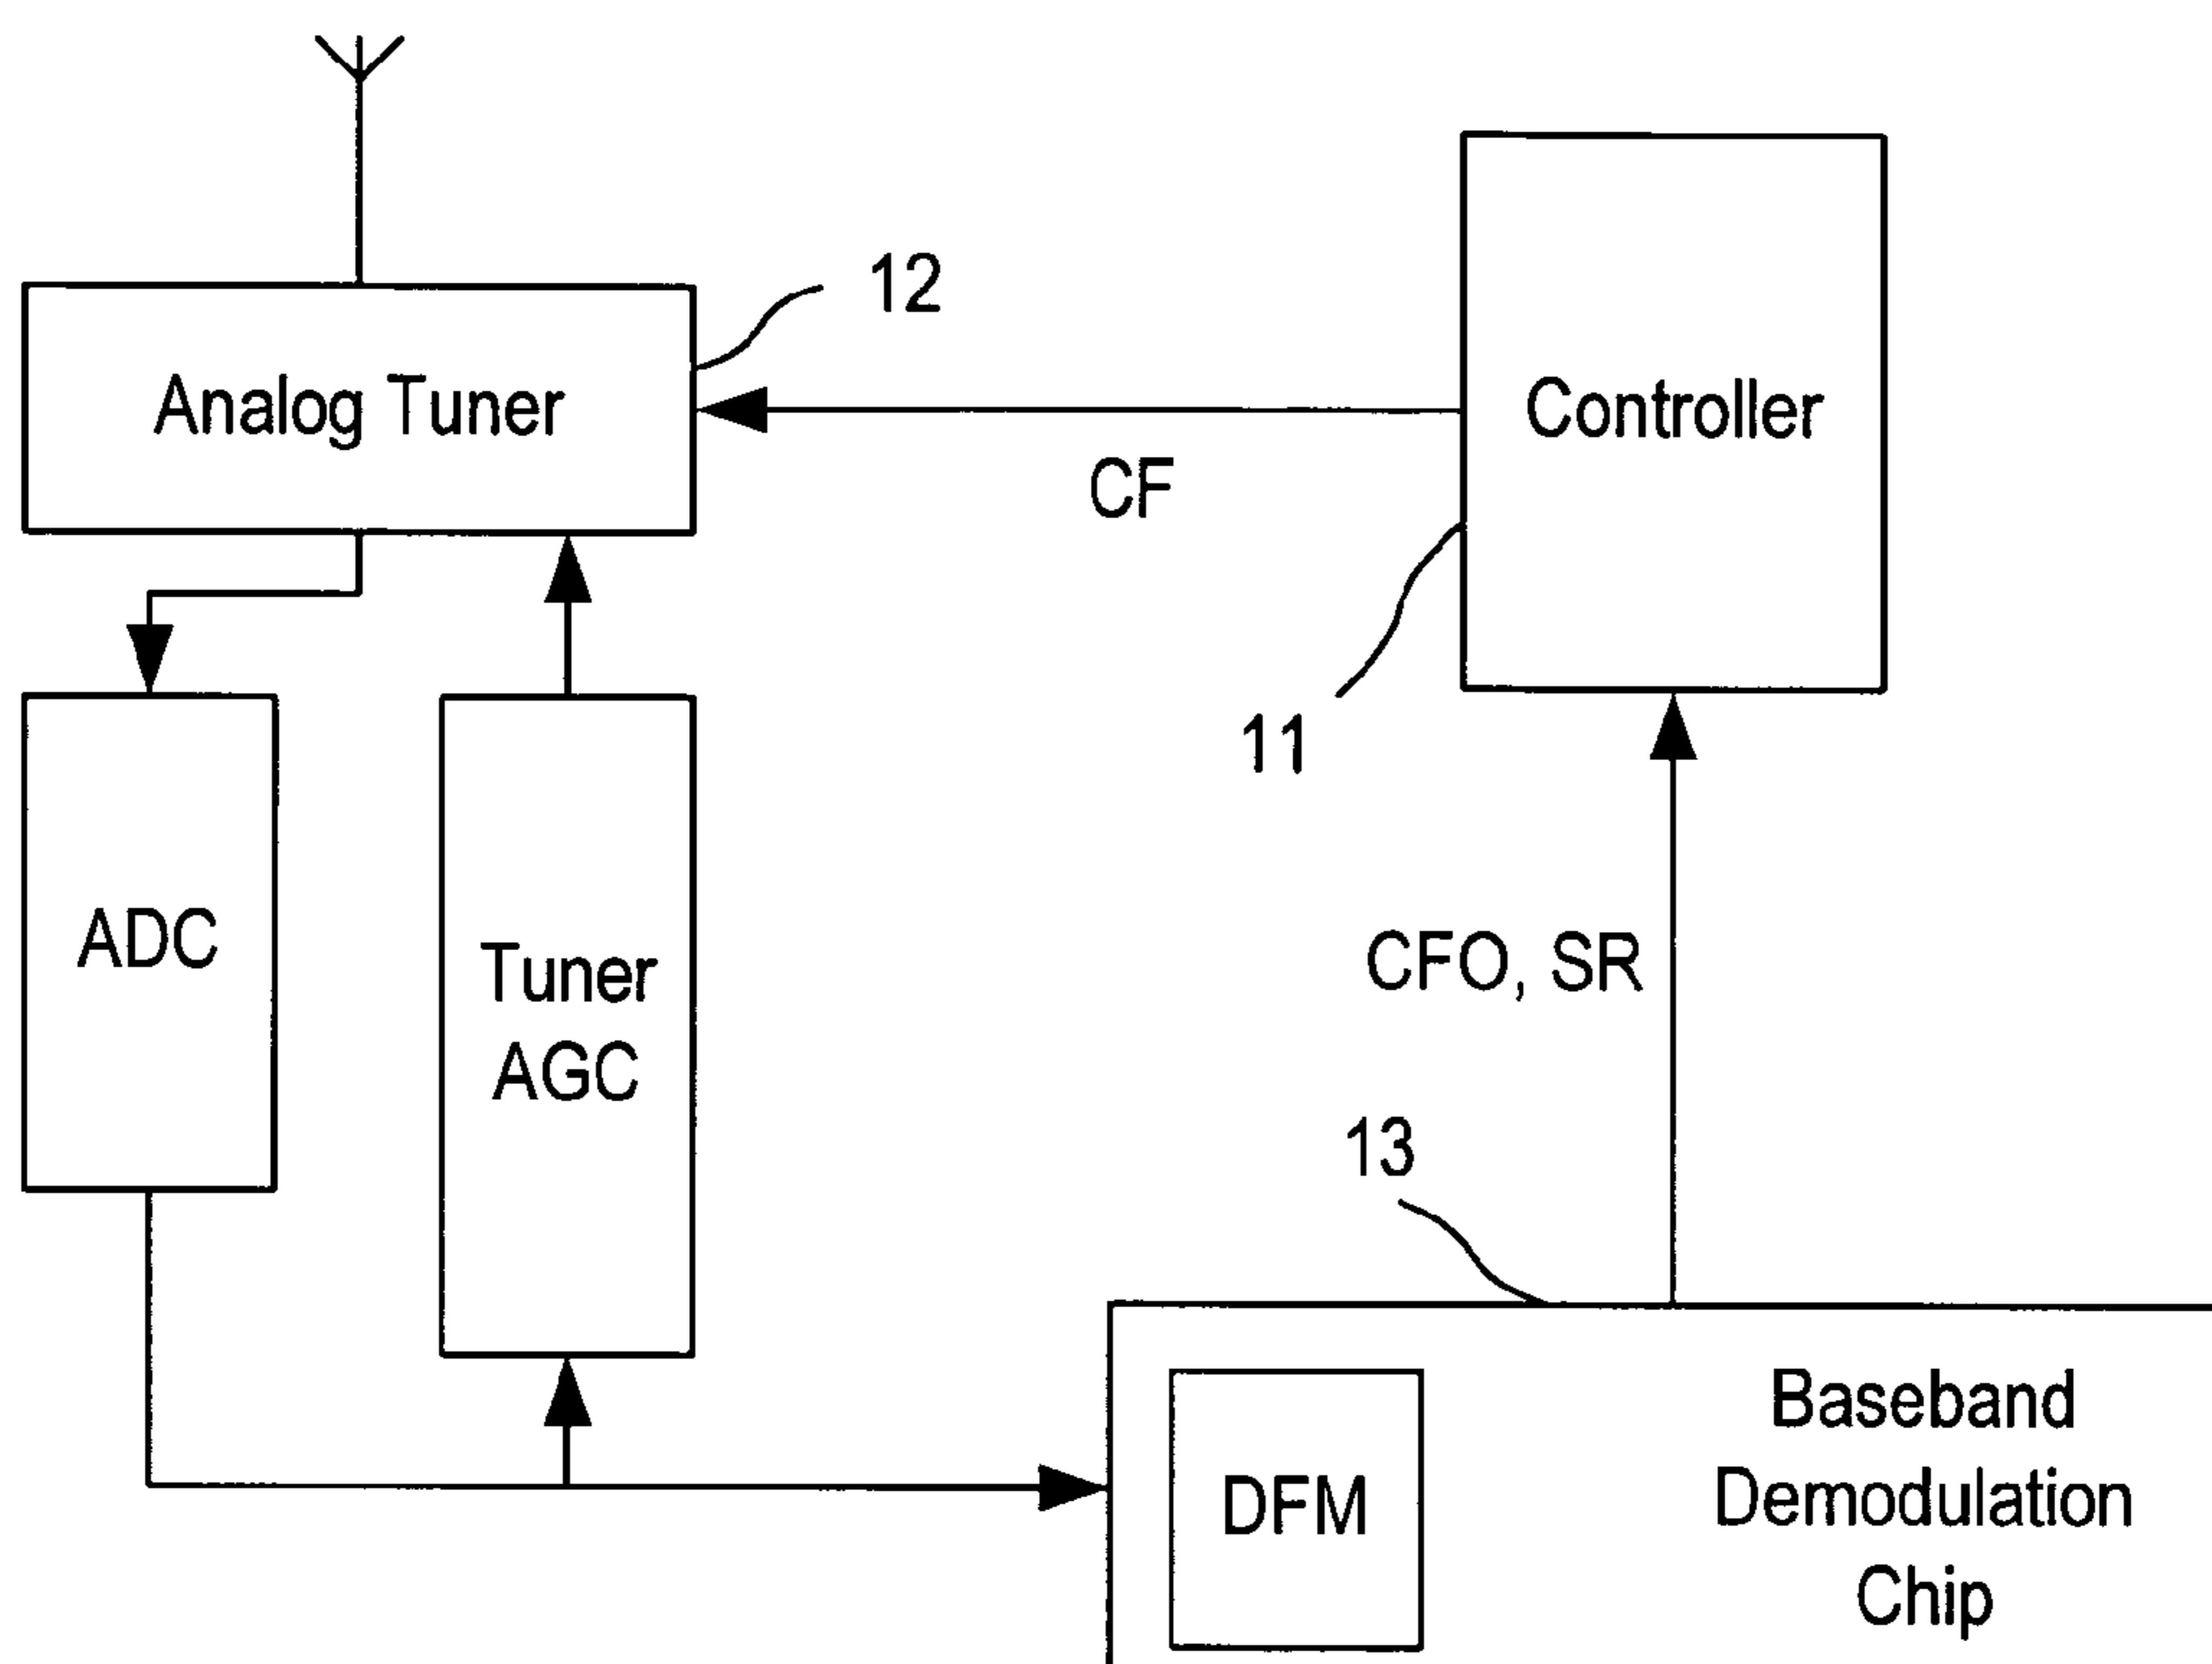 12
Analog Tuner
Controller
CF
11
ADC
Tuner
AGC
CFO, SR
13
Baseband
Demodulation
Chip
DFM